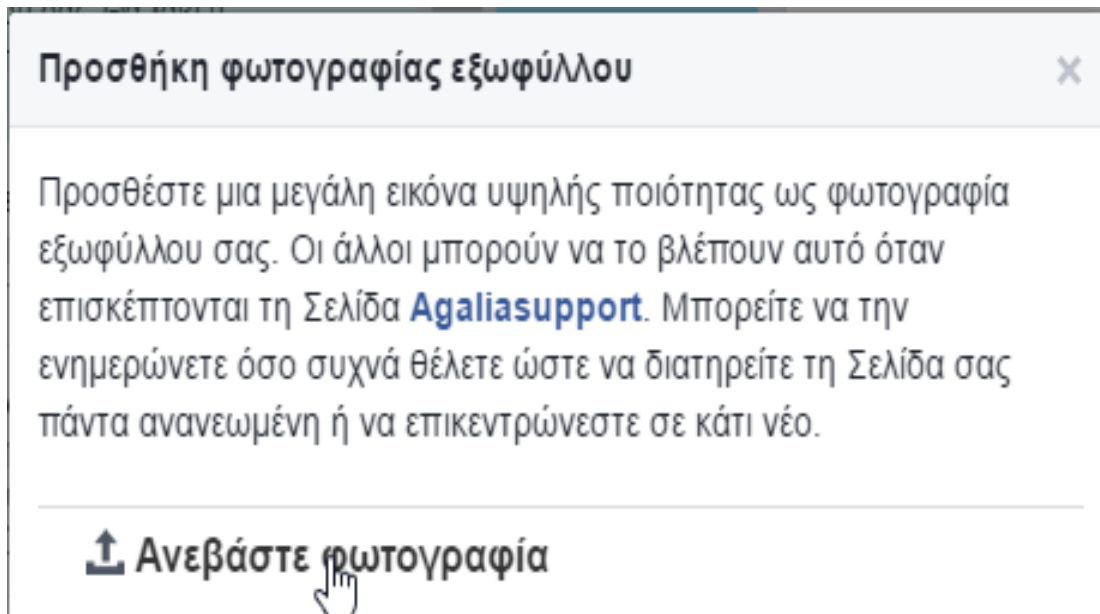 Προσθήκη φωτογραφίας εξωφύλλου
Προσθέστε μια μεγάλη εικόνα υψηλής ποιότητας ως φωτογραφία
εξωφύλλου σας. Οι άλλοι μπορούν να το βλέπουν αυτό όταν
επισκέπτονται τη Σελίδα Agaliasupport. Μπορείτε να την
ενημερώνετε όσο συχνά θέλετε ώστε να διατηρείτε τη Σελίδα σας
πάντα ανανεωμένη ή να επικεντρώνεστε σε κάτι νέο.
Ανεβάστε φωτογραφία